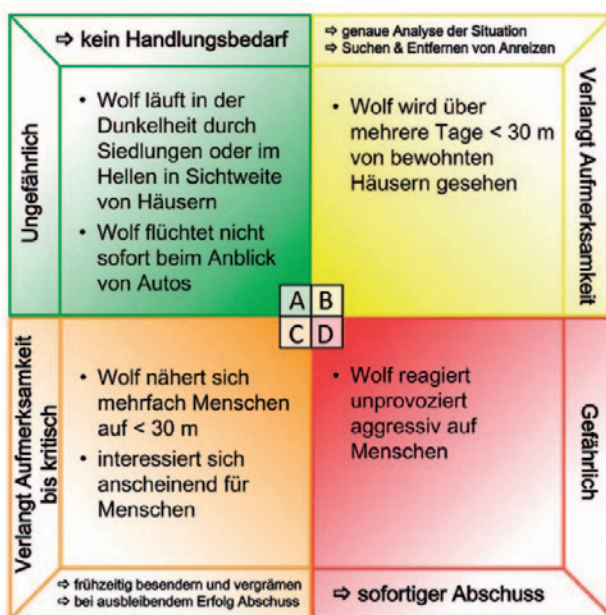 ⇨ kein Handlungsbedarf
Ungefährlich
• Wolf läuft in der
Dunkelheit durch
Siedlungen oder im
Hellen in Sichtweite
von Häusern
• Wolf flüchtet nicht
sofort beim Anblick
von Autos
⇨ genaue Analyse der Situation
⇨ Suchen & Entfernen von Anreizen
• Wolf wird über
mehrere Tage < 30 m
von bewohnten
Häusern gesehen
Verlangt Aufmerksamkeit
A B
C D
Verlangt Aufmerksamkeit
bis kritisch
• Wolf nähert sich
mehrfach Menschen
auf < 30 m
• interessiert sich
anscheinend für
Menschen
⇨ frühzeitig besendern und vergrämen
⇨ bei ausbleibendem Erfolg Abschuss
• Wolf reagiert
unprovoziert
aggressiv auf
Menschen
Gefährlich
⇨ sofortiger Abschuss